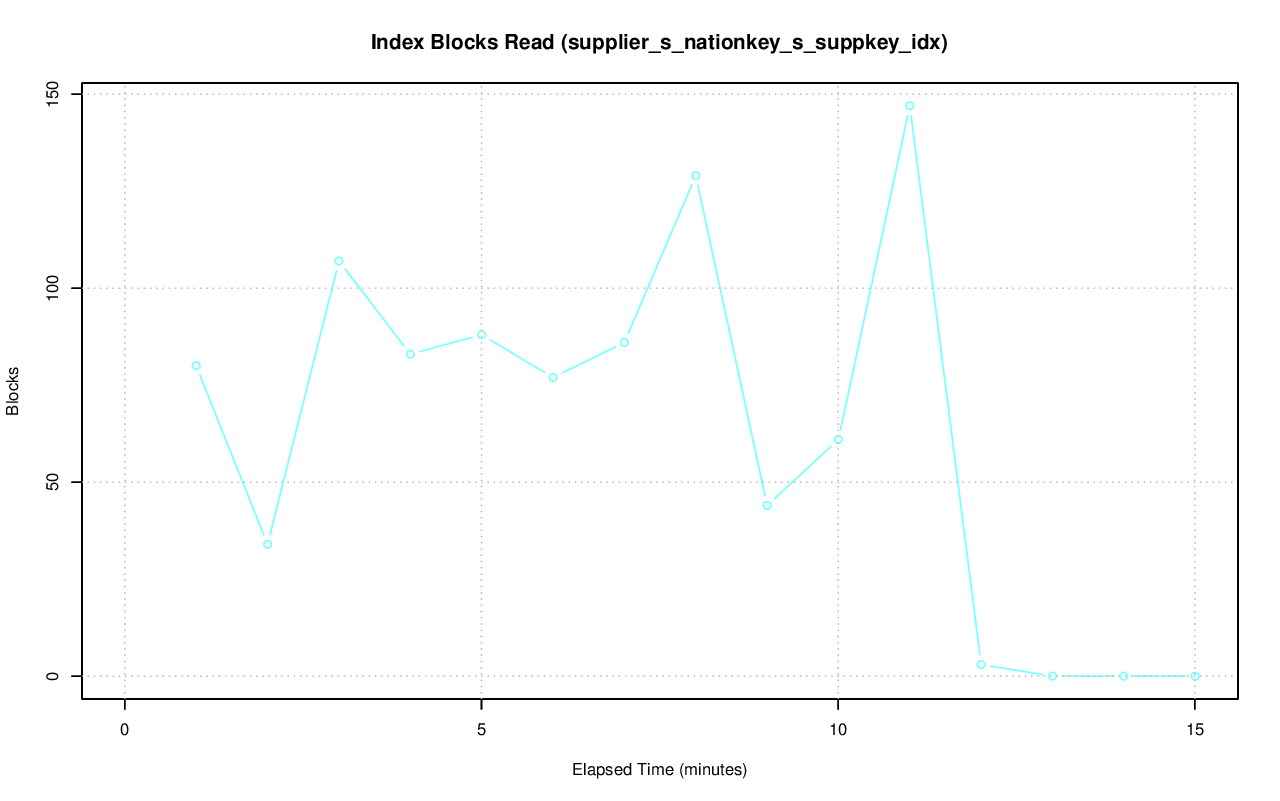 Index Blocks Read (supplier_s_nationkey_s_suppkey_idx)
150
100
50
0
Blocks
0 5 10 15
Elapsed Time (minutes)